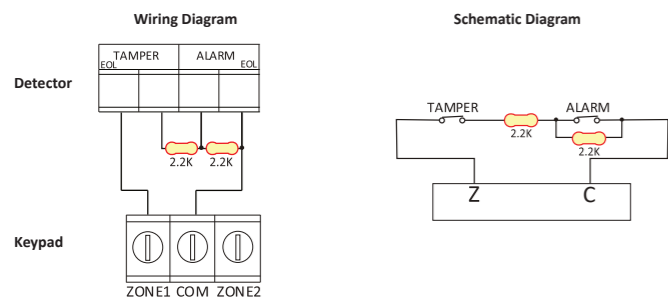 Wiring Diagram
Schematic Diagram
TAMPER ALARM
EOL EOL
Detector
2.2K 2.2K
TAMPER ALARM
2.2K
2.2K
Z C
Keypad
ZONE1 COM ZONE2